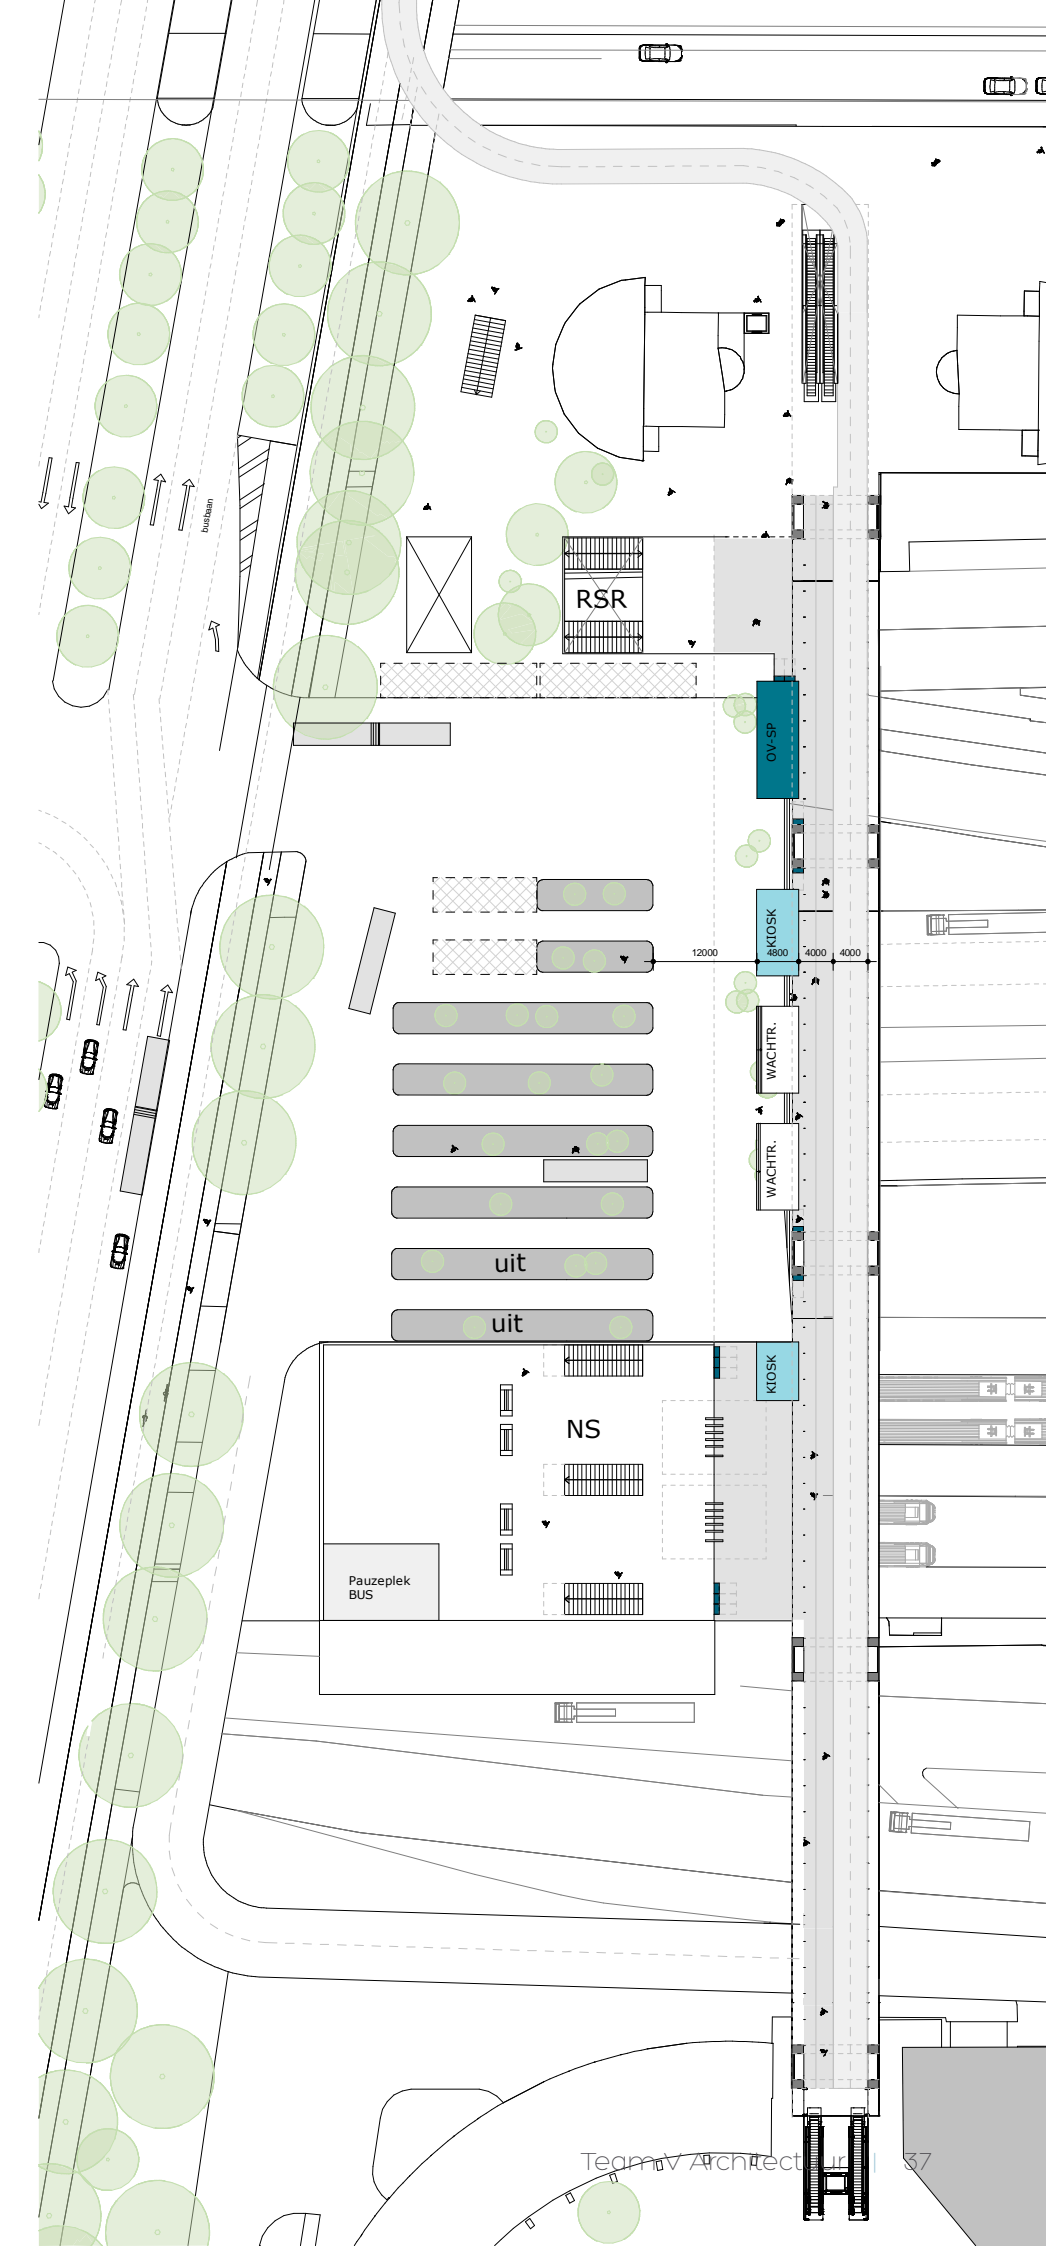 busbaan
RSR
OV-SP
KIOSK
12000
4800
4000
4000
WACHTR.
WACHTR.
uit
uit
KIOSK
NS
Pauzeplek
BUS
Team V Architectuur | 37